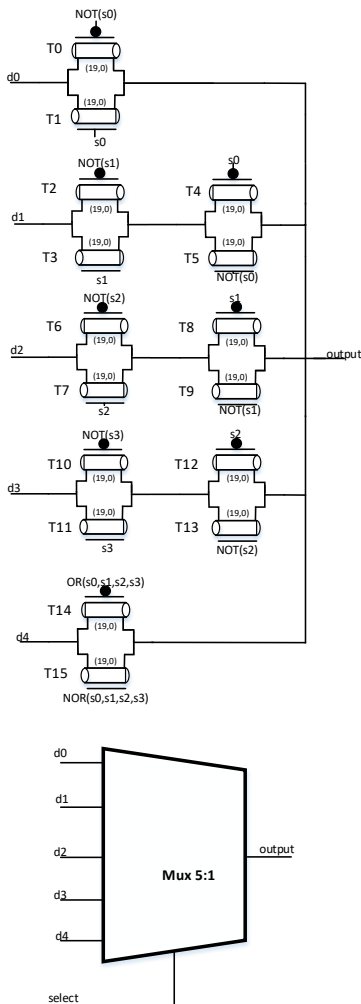 NOT(s0)
T0
(19,0)
d0
(19,0)
T1
s0
NOT(s1)
s0
T2
T4
(19,0)
(19,0)
d1
(19,0)
(19,0)
T3
T5
s1
NOT(s0)
NOT(s2)
s1
T6
T8
(19,0)
(19,0)
d2
output
(19,0)
(19,0)
T7
T9
s2
NOT(s1)
NOT(s3)
s2
T10
T12
(19,0)
(19,0)
d3
(19,0)
(19,0)
T11
T13
s3
NOT(s2)
OR(s0,s1,s2,s3)
T14
(19,0)
d4
(19,0)
T15
NOR(s0,s1,s2,s3)
d0
d1
d2
output
Mux 5:1
d3
d4
select